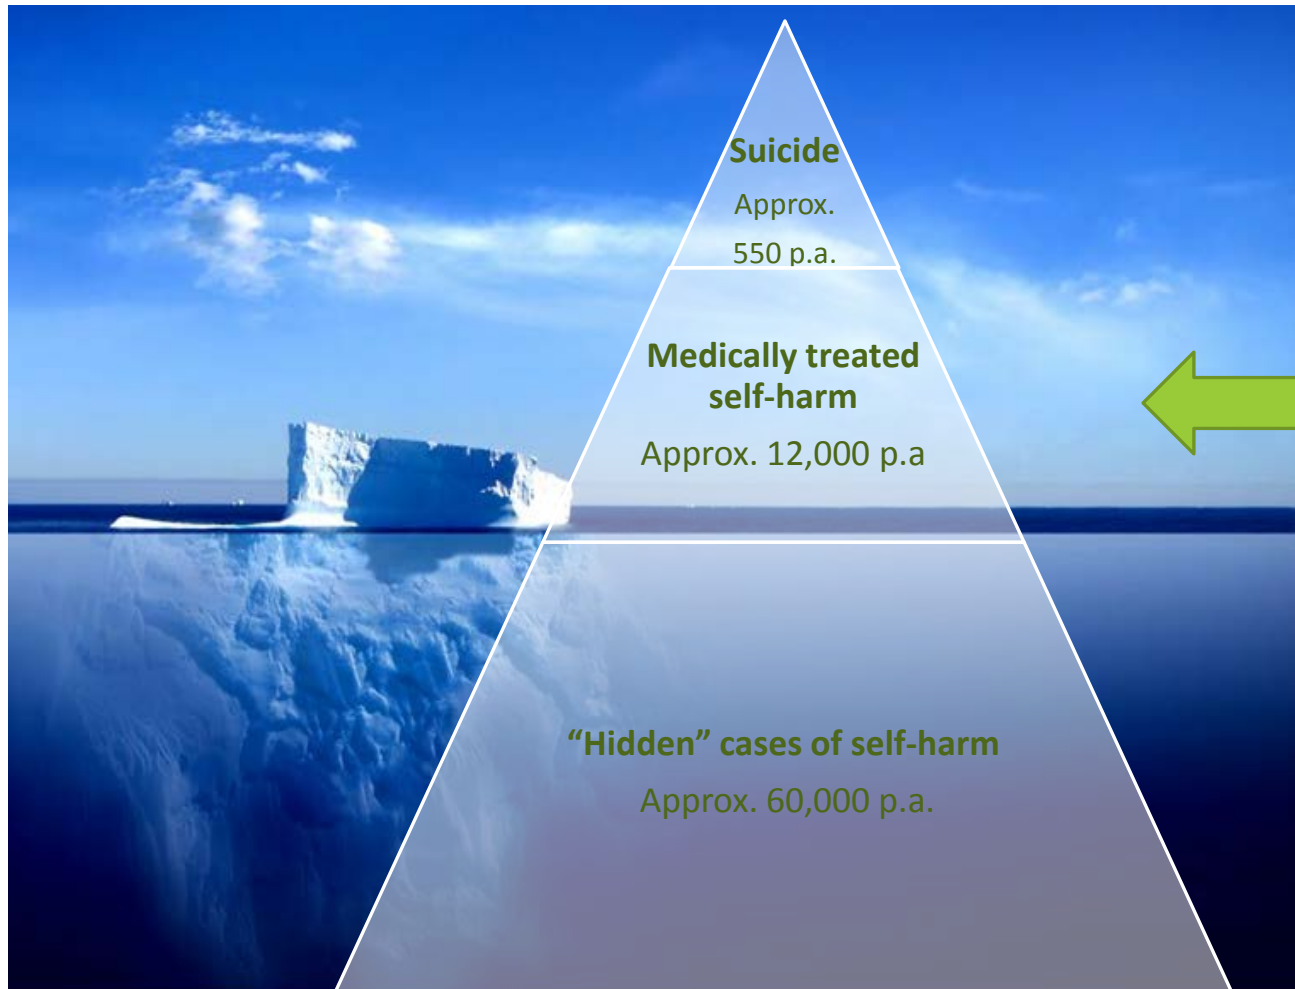 Suicide
Approx.
550 p.a.
Medically treated
self-harm
Approx. 12,000 p.a
“Hidden” cases of self-harm
Approx. 60,000 p.a.